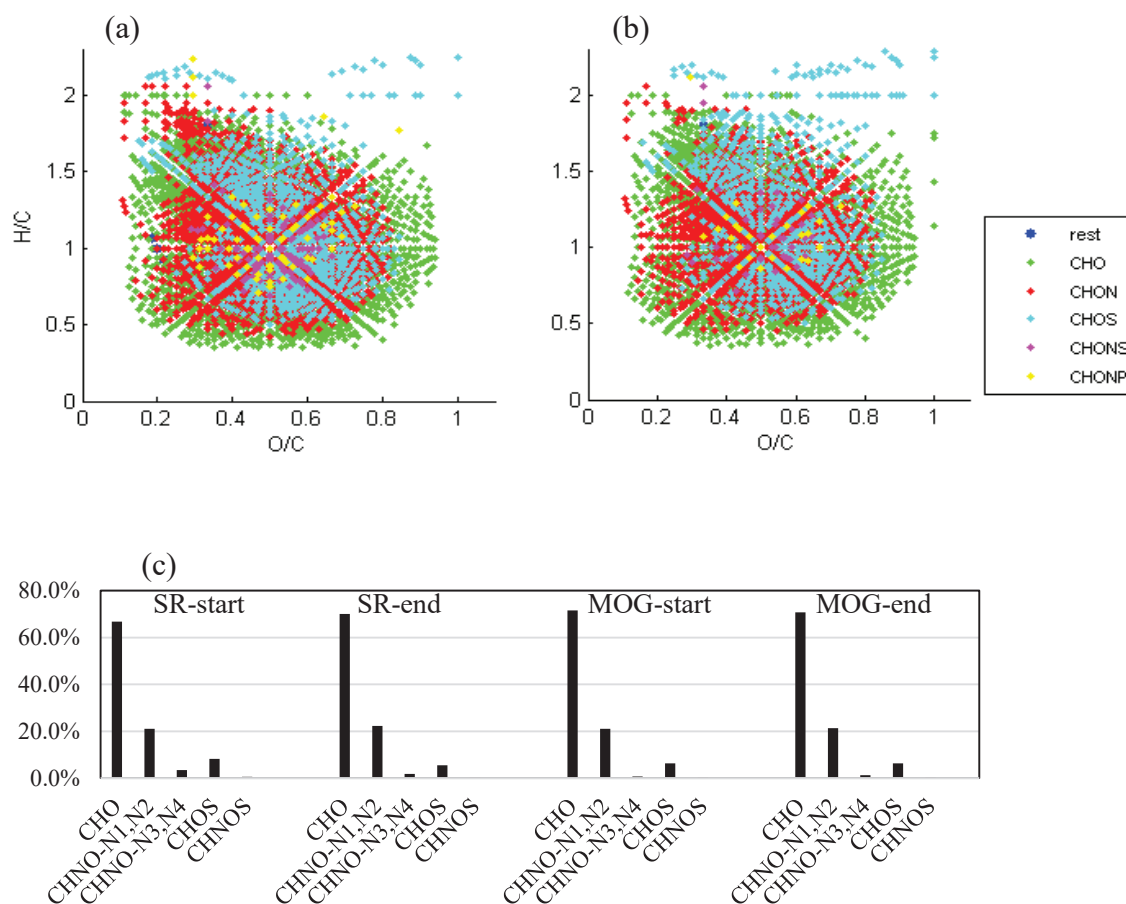 (a)
(b)
2
1.5
1
0.5
0
H/C
0
0.2
0.4
0.6
0.8
1
O/C
2
1.5
1
0.5
0
0
0.2
0.4
0.6
0.8
1
O/C
rest
CHO
CHON
CHOS
CHONS
CHONP
(c)
80.0%
60.0%
40.0%
20.0%
0.0%
SR-start
SR-end
MOG-start
MOG-end
CHO
CHNO-N1,N2
CHNO-N3,N4
CHOS
CHNOS
CHO
CHNO-N1,N2
CHNO-N3,N4
CHOS
CHNOS
CHO
CHNO-N1,N2
CHNO-N3,N4
CHOS
CHNOS
CHO
CHNO-N1,N2
CHNO-N3,N4
CHOS
CHNOS